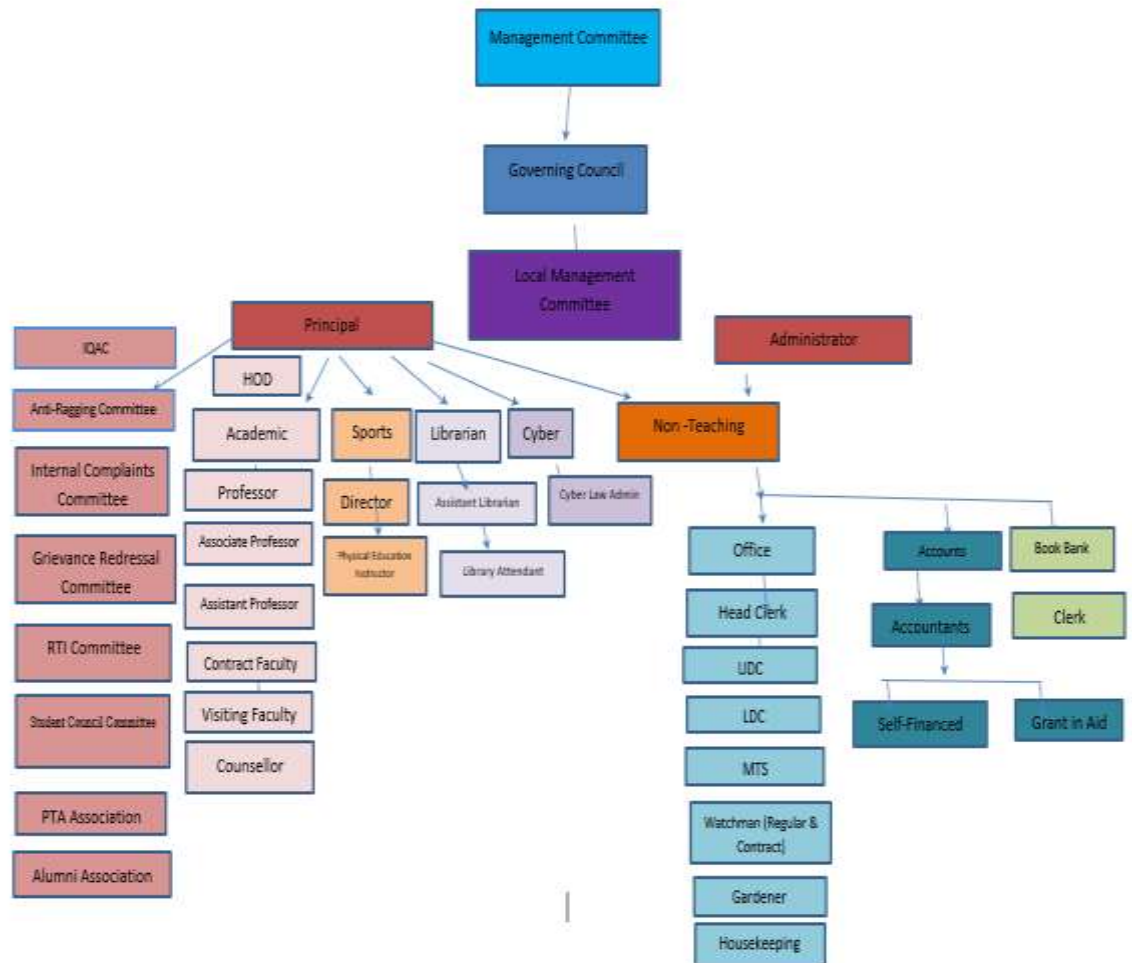 Management Committee
Governing Council
Local Management
Committee
Principal
Administrator
IQAC
HOD
Anti-Ragging Committee
Academic
Sports
Librarian
Cyber
Non -Teaching
Internal Complaints
Committee
Professor
Director
Assistant Librarian
Cyber Law Admin
Grievance Redressal
Committee
Associate Professor
Physical Education
Instructor
Library Attendant
Office
Accounts
Book Bank
Assistant Professor
Head Clerk
Accountants
Clerk
RTI Committee
Contract Faculty
UDC
Student Council Committee
Visiting Faculty
LDC
Self-Financed
Grant in Aid
Counsellor
MTS
PTA Association
Watchman (Regular &
Contract)
Alumni Association
Gardener
Housekeeping